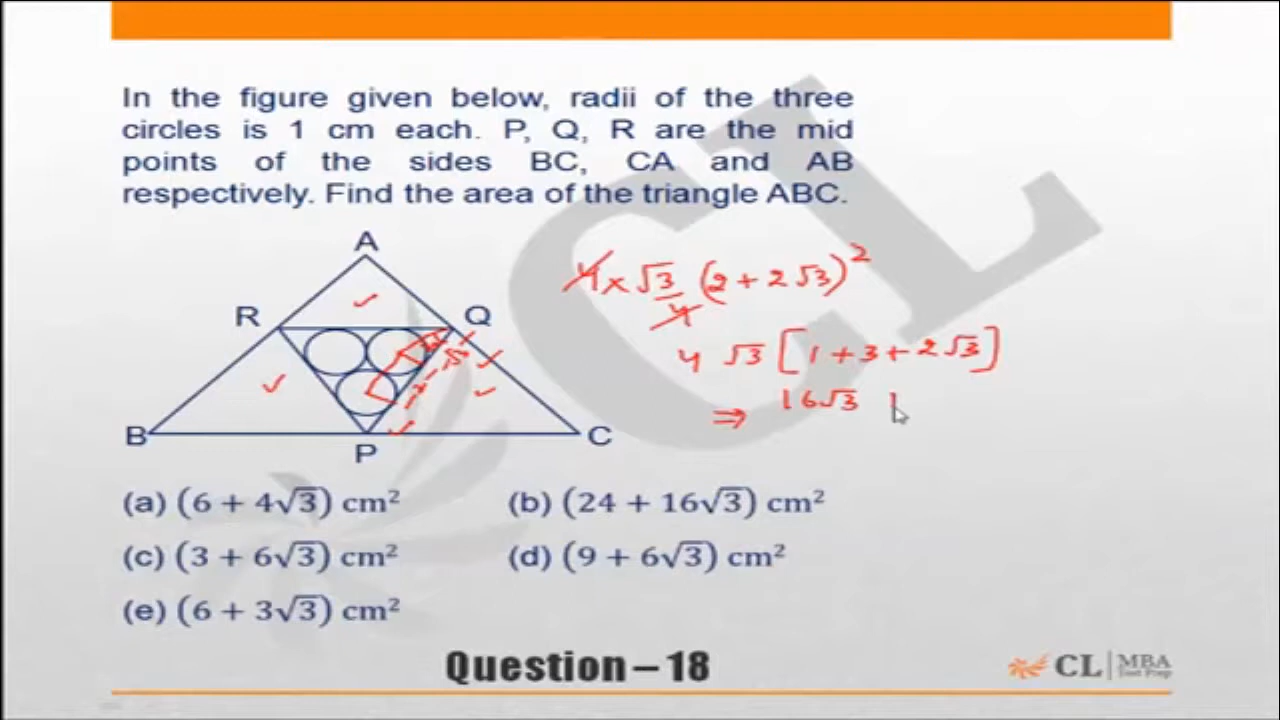 In the figure given below, radii of the three
circles is 1 cm each. P, Q, R are the mid
points of the sides BC, CA and AB
respectively. Find the area of the triangle ABC.
A
R Q
B P C
4 × √3/4 (2 + 2√3)²
4 √3 [1 + 3 + 2√3]
⇒ 16√3
(a) (6 + 4√3) cm² (b) (24 + 16√3) cm²
(c) (3 + 6√3) cm² (d) (9 + 6√3) cm²
(e) (6 + 3√3) cm²
Question – 18
CL MBA
Test Prep
CL